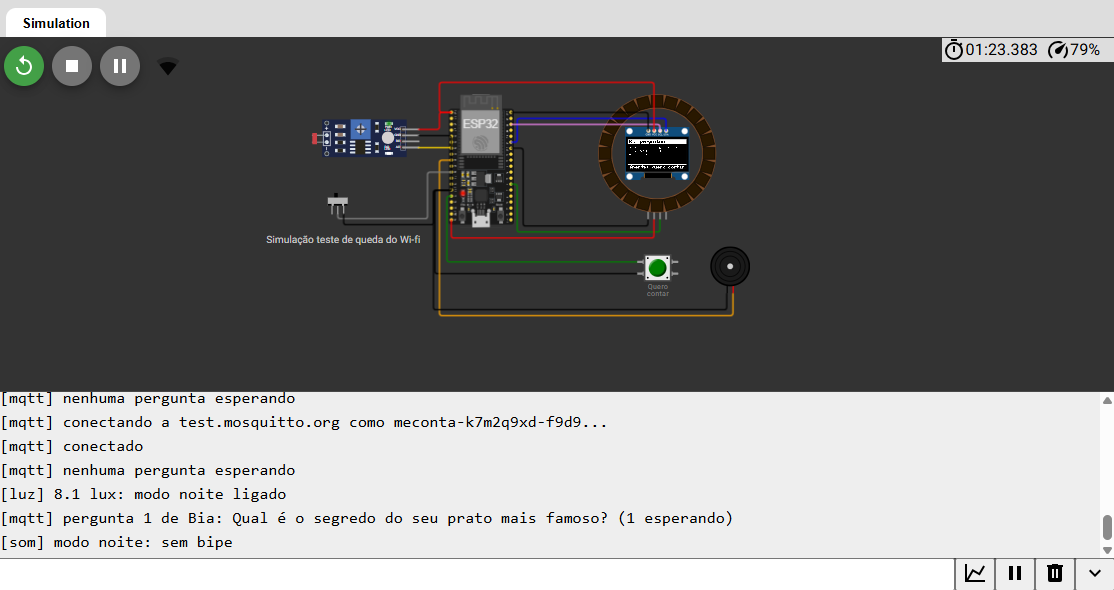 Simulation
01:23.383 79%
ESP32
Simulação teste de queda do Wi-fi
Quero
contar
[mqtt] nenhuma pergunta esperando
[mqtt] conectando a test.mosquitto.org como meconta-k7m2q9xd-f9d9...
[mqtt] conectado
[mqtt] nenhuma pergunta esperando
[luz] 8.1 lux: modo noite ligado
[mqtt] pergunta 1 de Bia: Qual é o segredo do seu prato mais famoso? (1 esperando)
[som] modo noite: sem bipe